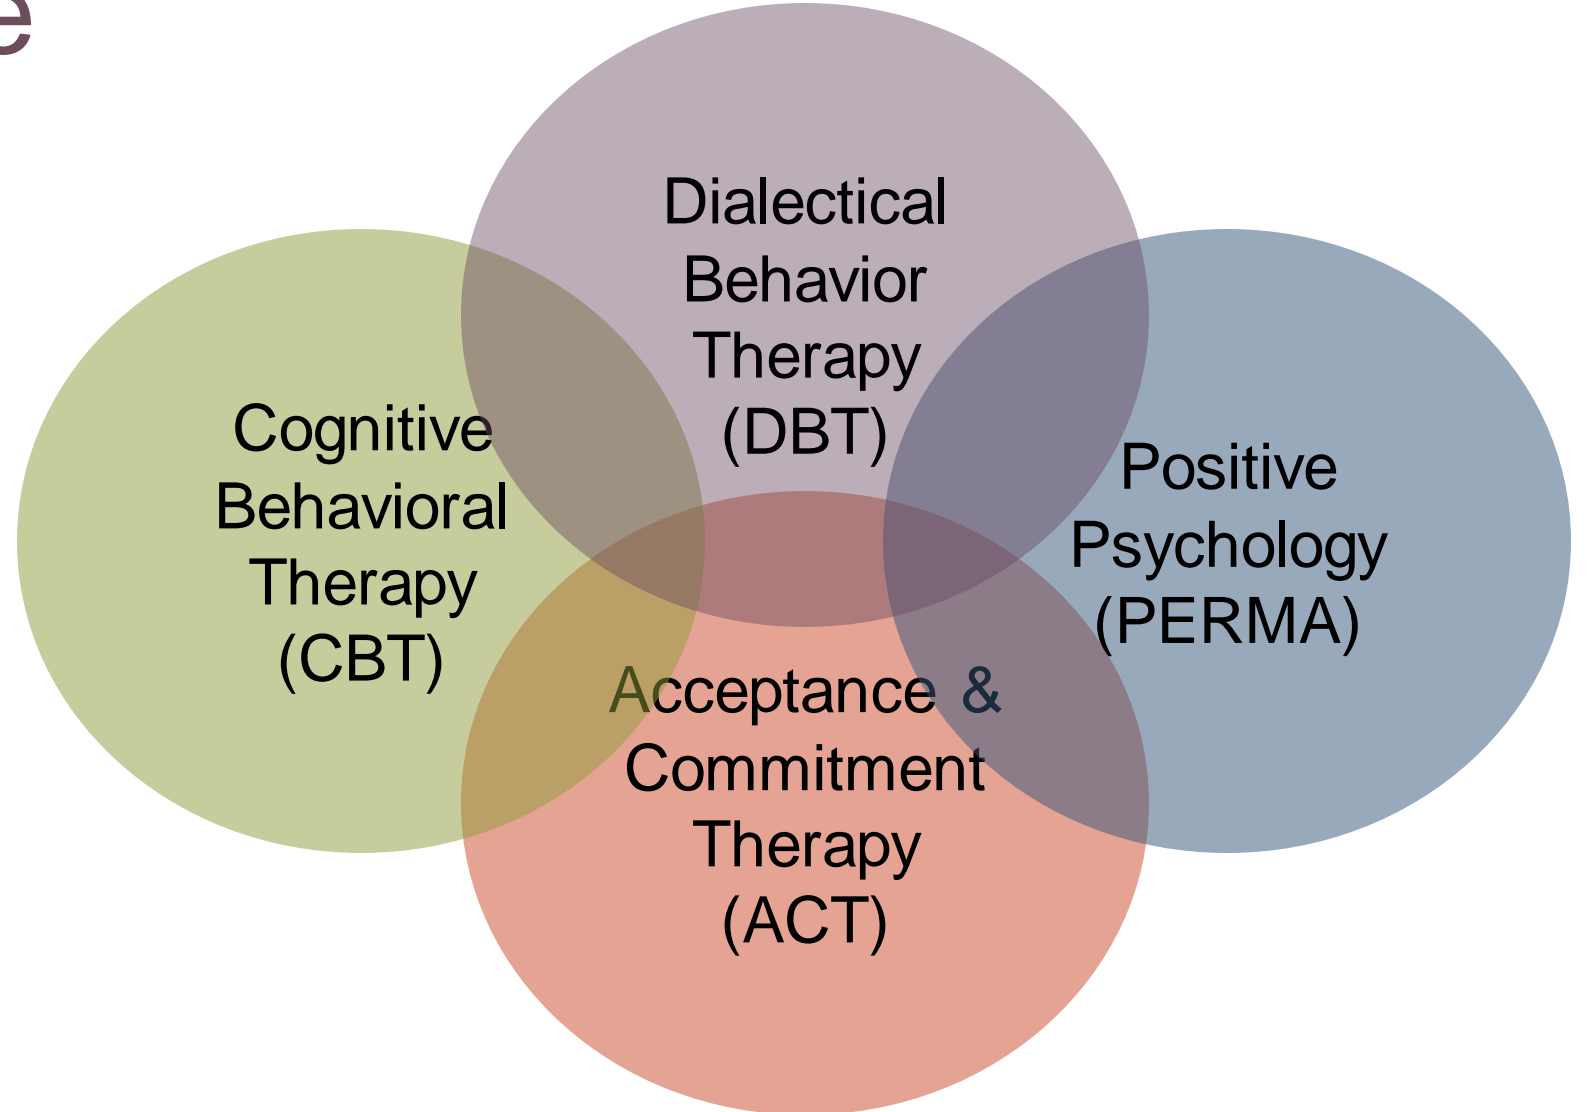 e
Dialectical
Behavior
Therapy
(DBT)
Cognitive
Behavioral
Therapy
(CBT)
Positive
Psychology
(PERMA)
Acceptance &
Commitment
Therapy
(ACT)